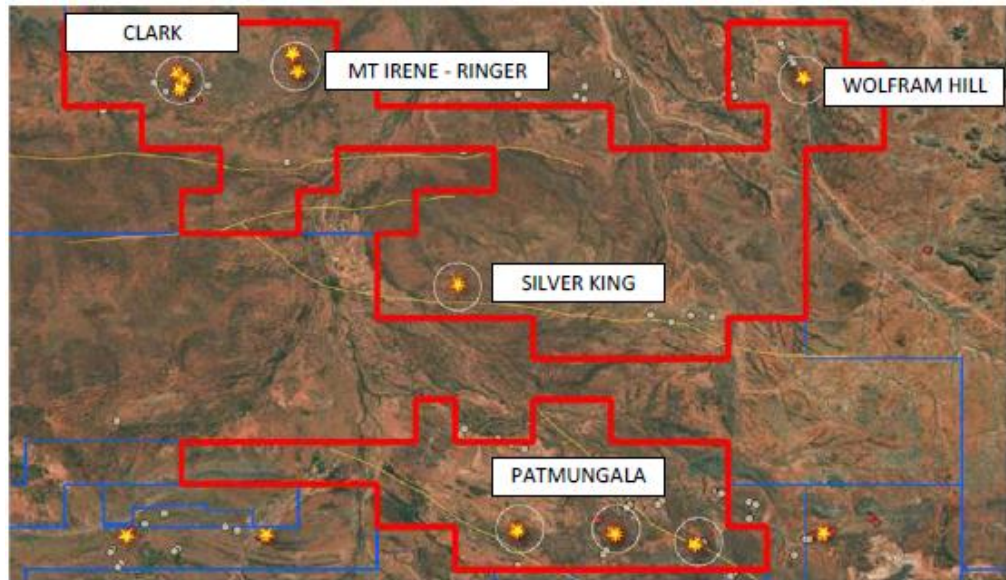 CLARK
MT IRENE - RINGER
WOLFRAM HILL
SILVER KING
PATMUNGALA